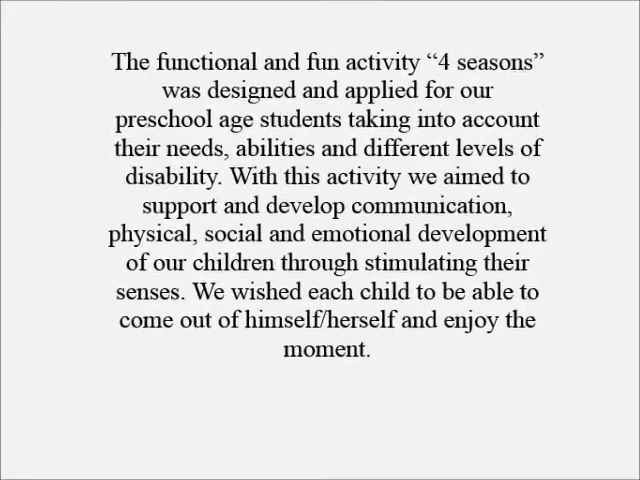 The functional and fun activity “4 seasons”
was designed and applied for our
preschool age students taking into account
their needs, abilities and different levels of
disability. With this activity we aimed to
support and develop communication,
physical, social and emotional development
of our children through stimulating their
senses. We wished each child to be able to
come out of himself/herself and enjoy the
moment.